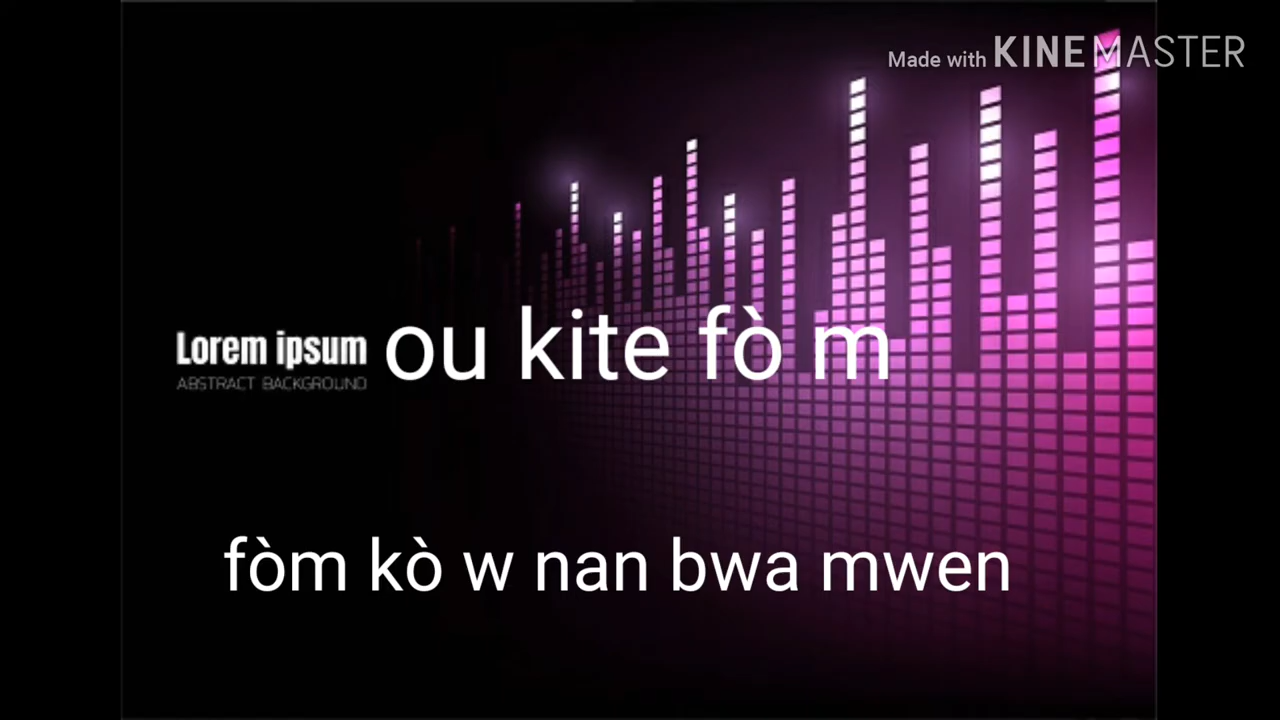 Made with KINEMASTER
Lorem ipsum
ABSTRACT BACKGROUND
ou kite fò m
fòm kò w nan bwa mwen